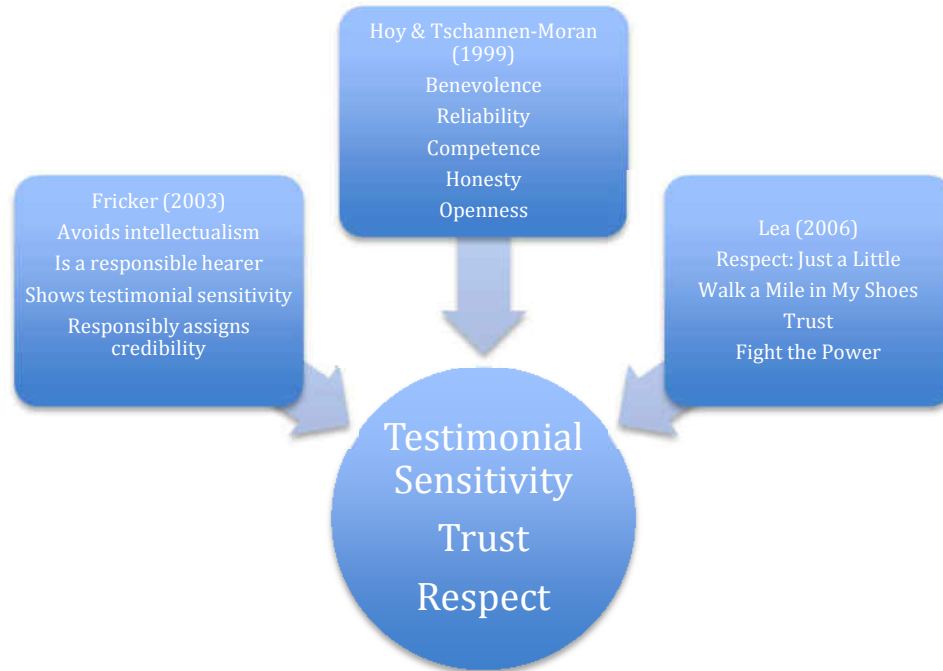 Hoy & Tschannen-Moran
(1999)
Benevolence
Reliability
Competence
Honesty
Openness
Fricker (2003)
Avoids intellectualism
Is a responsible hearer
Shows testimonial sensitivity
Responsibly assigns
credibility
Lea (2006)
Respect: Just a Little
Walk a Mile in My Shoes
Trust
Fight the Power
Testimonial
Sensitivity
Trust
Respect